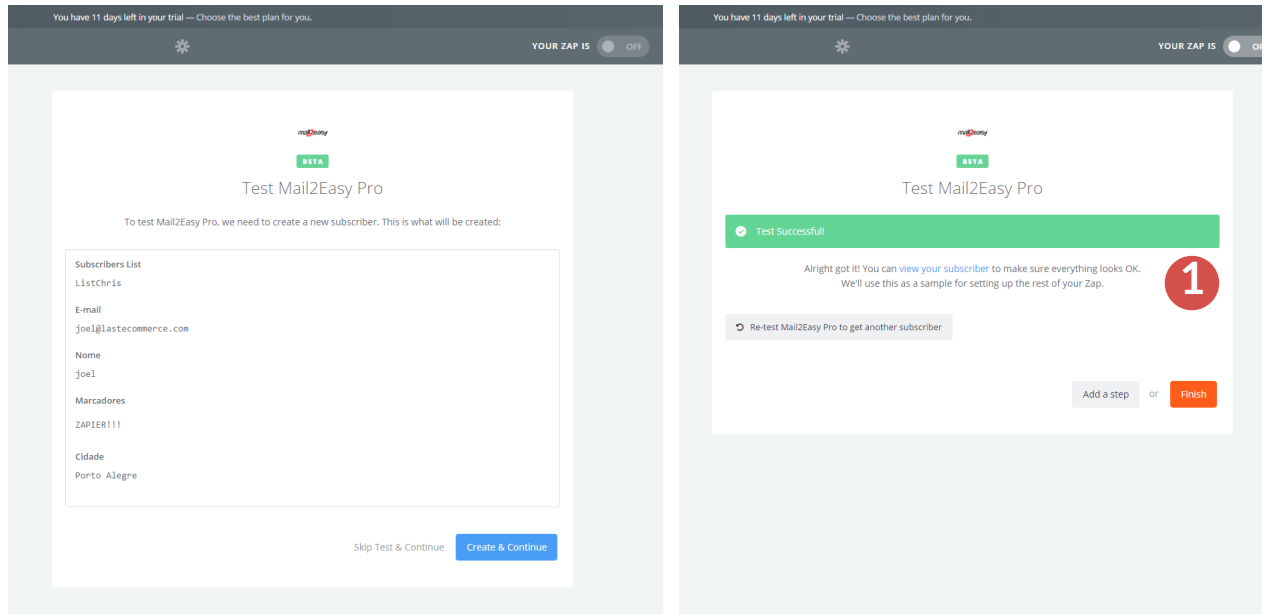 You have 11 days left in your trial — Choose the best plan for you.
YOUR ZAP IS OFF
mail2easy
BETA
Test Mail2Easy Pro
To test Mail2Easy Pro, we need to create a new subscriber. This is what will be created:
Subscribers List
ListChris
E-mail
joel@lastecommerce.com
Nome
joel
Marcadores
ZAPIER!!!
Cidade
Porto Alegre
Skip Test & Continue
Create & Continue
You have 11 days left in your trial — Choose the best plan for you.
YOUR ZAP IS
mail2easy
BETA
Test Mail2Easy Pro
Test Successful!
Alright got it! You can view your subscriber to make sure everything looks OK.
We'll use this as a sample for setting up the rest of your Zap.
1
Re-test Mail2Easy Pro to get another subscriber
Add a step or Finish